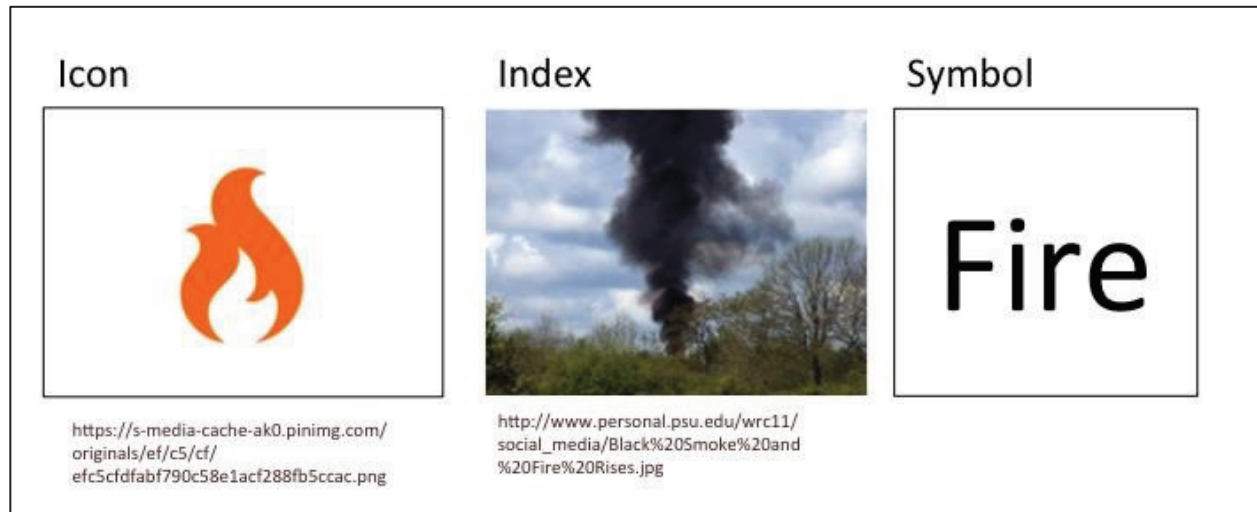 Icon
Index
Symbol
Fire
https://s-media-cache-ak0.pinimg.com/
originals/ef/c5/cf/
efc5cfdfabf790c58e1acf288fb5ccac.png
http://www.personal.psu.edu/wrc11/
social_media/Black%20Smoke%20and
%20Fire%20Rises.jpg